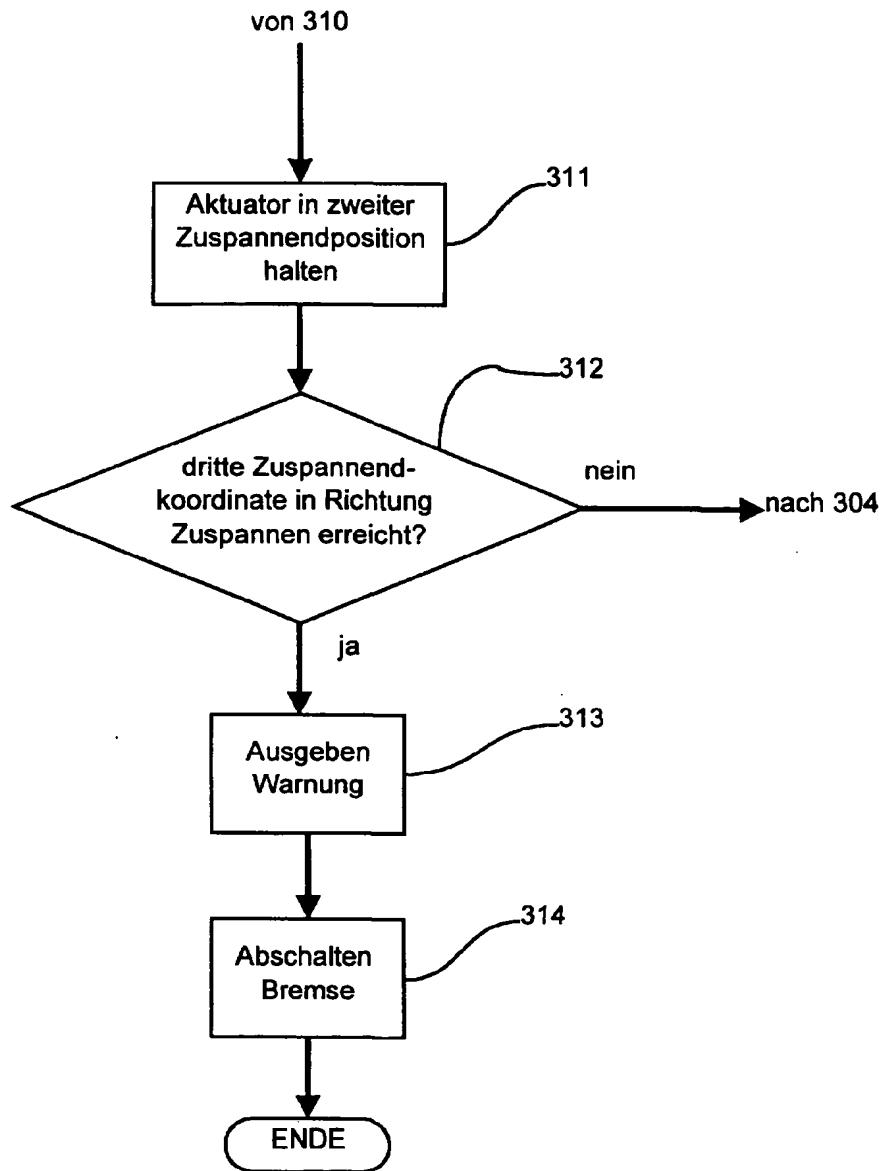 von 310
311
Aktuator in zweiter
Zuspannendposition
halten
312
dritte Zuspannend-
koordinate in Richtung
Zuspannen erreicht?
nein
nach 304
ja
313
Ausgeben
Warnung
314
Abschalten
Bremse
ENDE